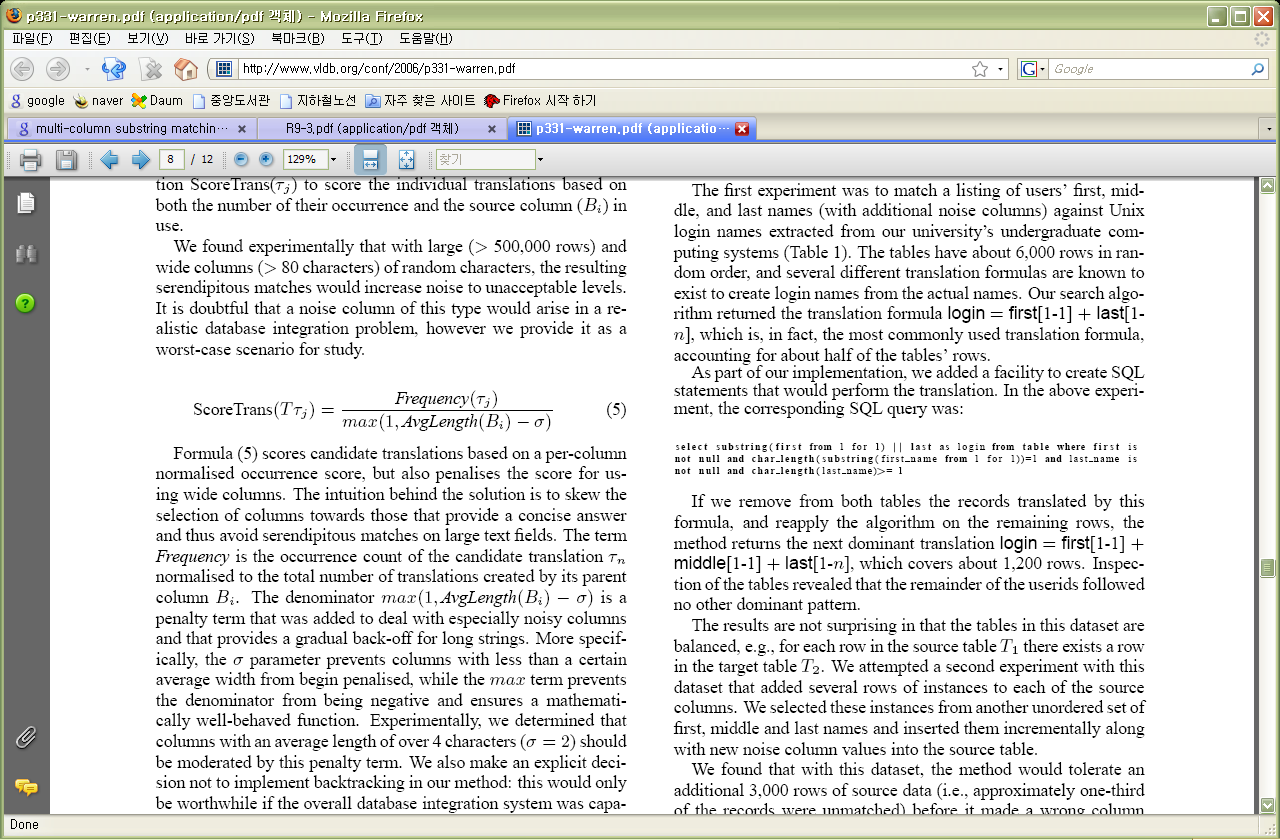 p331-warren.pdf (application/pdf 객체) - Mozilla Firefox
파일(F) 편집(E) 보기(V) 바로 가기(S) 북마크(B) 도구(T) 도움말(H)
http://www.vldb.org/conf/2006/p331-warren.pdf
Google
google naver Daum 중앙도서관 지하철노선 자주 찾은 사이트 Firefox 시작 하기
multi-column substring matchin… R9-3.pdf (application/pdf 객체) p331-warren.pdf (applicatio…
8 / 12 129% 찾기
tion ScoreTrans(τj) to score the individual translations based on
both the number of their occurrence and the source column (Bi) in
use.
We found experimentally that with large (> 500,000 rows) and
wide columns (> 80 characters) of random characters, the resulting
serendipitous matches would increase noise to unacceptable levels.
It is doubtful that a noise column of this type would arise in a re-
alistic database integration problem, however we provide it as a
worst-case scenario for study.
ScoreTrans(Tτj) = Frequency(τj) / max(1, AvgLength(Bi) − σ) (5)
Formula (5) scores candidate translations based on a per-column
normalised occurrence score, but also penalises the score for us-
ing wide columns. The intuition behind the solution is to skew the
selection of columns towards those that provide a concise answer
and thus avoid serendipitous matches on large text fields. The term
Frequency is the occurrence count of the candidate translation τn
normalised to the total number of translations created by its parent
column Bi. The denominator max(1, AvgLength(Bi) − σ) is a
penalty term that was added to deal with especially noisy columns
and that provides a gradual back-off for long strings. More specif-
ically, the σ parameter prevents columns with less than a certain
average width from begin penalised, while the max term prevents
the denominator from being negative and ensures a mathemati-
cally well-behaved function. Experimentally, we determined that
columns with an average length of over 4 characters (σ = 2) should
be moderated by this penalty term. We also make an explicit deci-
sion not to implement backtracking in our method: this would only
be worthwhile if the overall database integration system was capa-
The first experiment was to match a listing of users' first, mid-
dle, and last names (with additional noise columns) against Unix
login names extracted from our university's undergraduate com-
puting systems (Table 1). The tables have about 6,000 rows in ran-
dom order, and several different translation formulas are known to
exist to create login names from the actual names. Our search algo-
rithm returned the translation formula login = first[1-1] + last[1-
n], which is, in fact, the most commonly used translation formula,
accounting for about half of the tables' rows.
As part of our implementation, we added a facility to create SQL
statements that would perform the translation. In the above experi-
ment, the corresponding SQL query was:
select substring(first from 1 for 1) || last as login from table where first is
not null and char_length(substring(first_name from 1 for 1))=1 and last_name is
not null and char_length(last_name)>= 1
If we remove from both tables the records translated by this
formula, and reapply the algorithm on the remaining rows, the
method returns the next dominant translation login = first[1-1] +
middle[1-1] + last[1-n], which covers about 1,200 rows. Inspec-
tion of the tables revealed that the remainder of the userids followed
no other dominant pattern.
The results are not surprising in that the tables in this dataset are
balanced, e.g., for each row in the source table T1 there exists a row
in the target table T2. We attempted a second experiment with this
dataset that added several rows of instances to each of the source
columns. We selected these instances from another unordered set of
first, middle and last names and inserted them incrementally along
with new noise column values into the source table.
We found that with this dataset, the method would tolerate an
additional 3,000 rows of source data (i.e., approximately one-third
of the records were unmatched) before it made a wrong column
Done